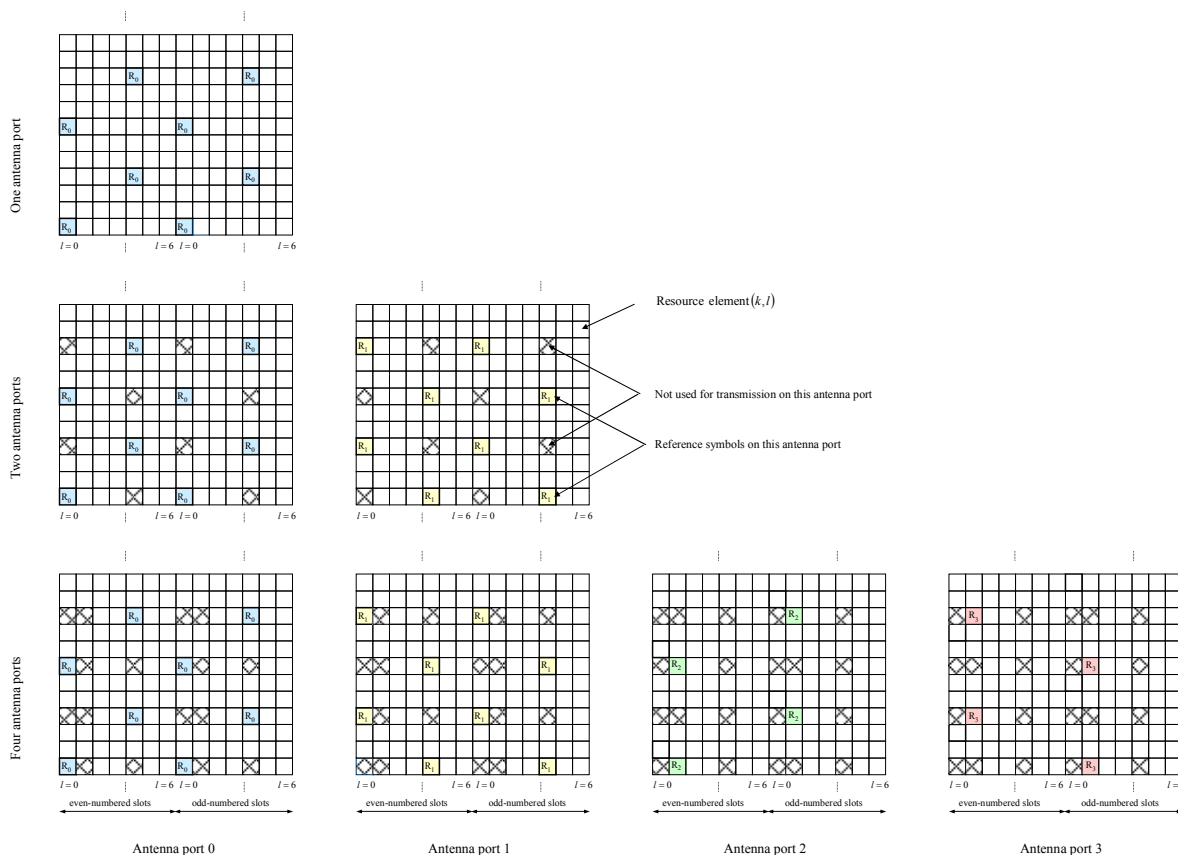 One antenna port
R0 R0
R0 R0
R0 R0
R0 R0
l = 0 l = 6 l = 0 l = 6
Two antenna ports
R0 R0
R0 R0
R0 R0
R0 R0
l = 0 l = 6 l = 0 l = 6
R1 R1
R1 R1
R1 R1
R1 R1
l = 0 l = 6 l = 0 l = 6
Resource element (k,l)
Not used for transmission on this antenna port
Reference symbols on this antenna port
Four antenna ports
R0 R0
R0 R0
R0 R0
R0 R0
l = 0 l = 6 l = 0 l = 6
even-numbered slots odd-numbered slots
Antenna port 0
R1 R1
R1 R1
R1 R1
R1 R1
l = 0 l = 6 l = 0 l = 6
even-numbered slots odd-numbered slots
Antenna port 1
R2
R2
R2
R2
l = 0 l = 6 l = 0 l = 6
even-numbered slots odd-numbered slots
Antenna port 2
R3
R3
R3
R3
l = 0 l = 6 l = 0
even-numbered slots odd-numbered slots
Antenna port 3